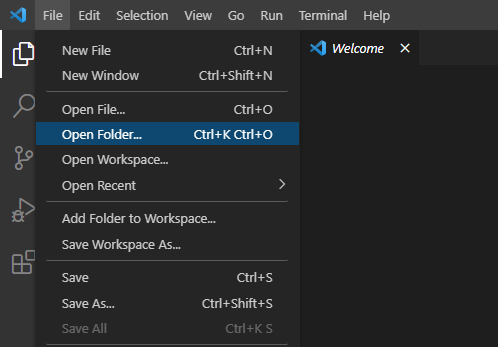 File Edit Selection View Go Run Terminal Help
New File Ctrl+N
New Window Ctrl+Shift+N
Open File... Ctrl+O
Open Folder... Ctrl+K Ctrl+O
Open Workspace...
Open Recent
Add Folder to Workspace...
Save Workspace As...
Save Ctrl+S
Save As... Ctrl+Shift+S
Save All Ctrl+K S
Welcome